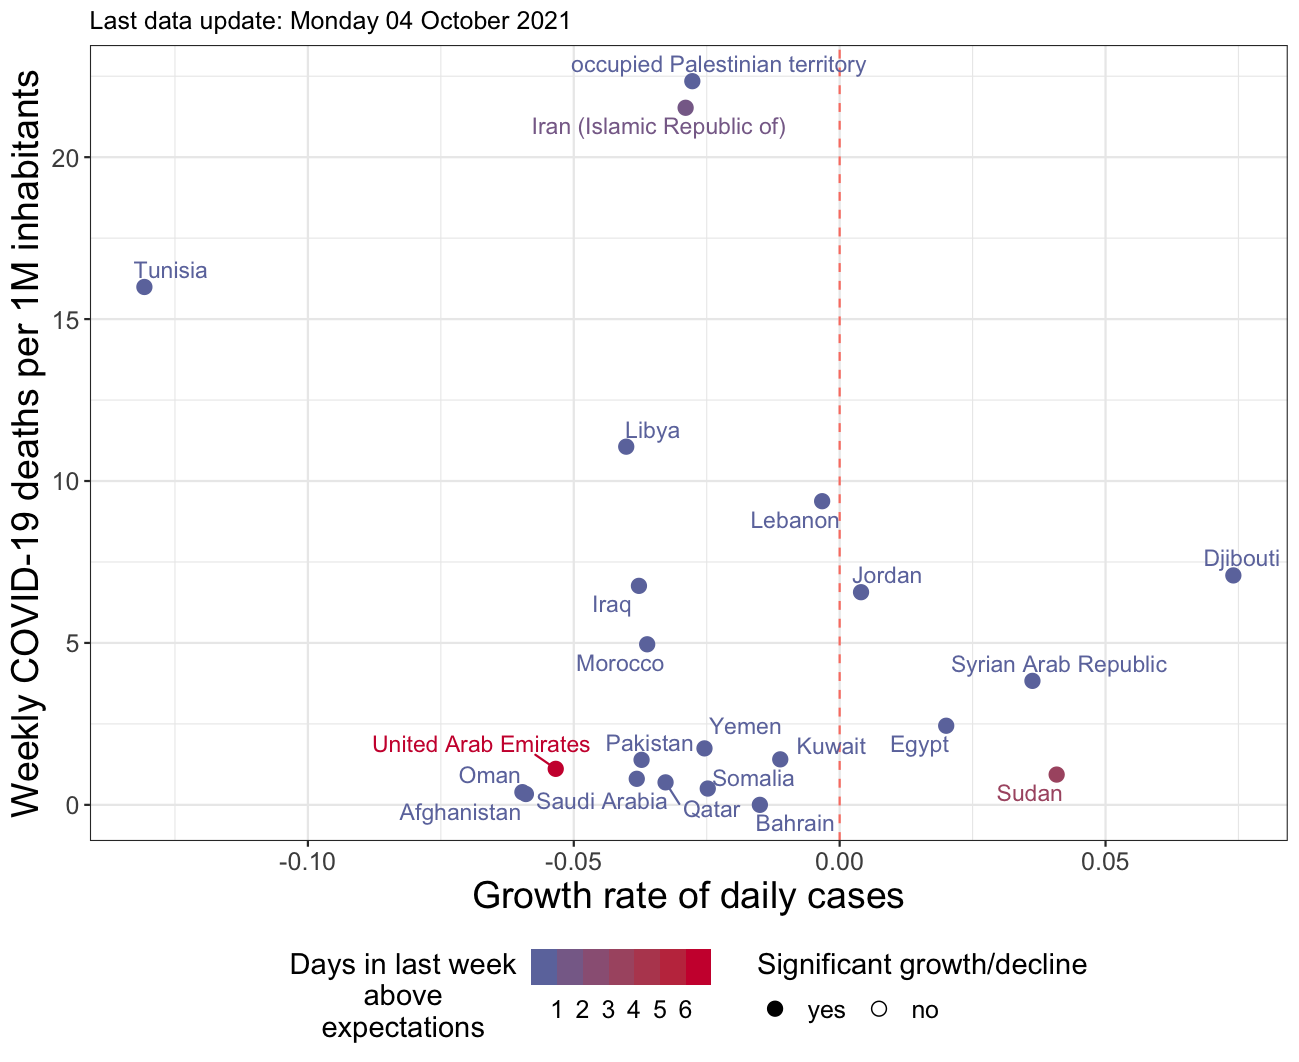 Last data update: Monday 04 October 2021
Weekly COVID-19 deaths per 1M inhabitants
20
15
10
5
0
occupied Palestinian territory
Iran (Islamic Republic of)
Tunisia
Libya
Lebanon
Djibouti
Jordan
Iraq
Morocco
Syrian Arab Republic
Yemen
United Arab Emirates
Pakistan
Kuwait
Egypt
Oman
Somalia
Sudan
Saudi Arabia
Qatar
Afghanistan
Bahrain
-0.10
-0.05
0.00
0.05
Growth rate of daily cases
Days in last week
above
expectations
1 2 3 4 5 6
Significant growth/decline
yes
no